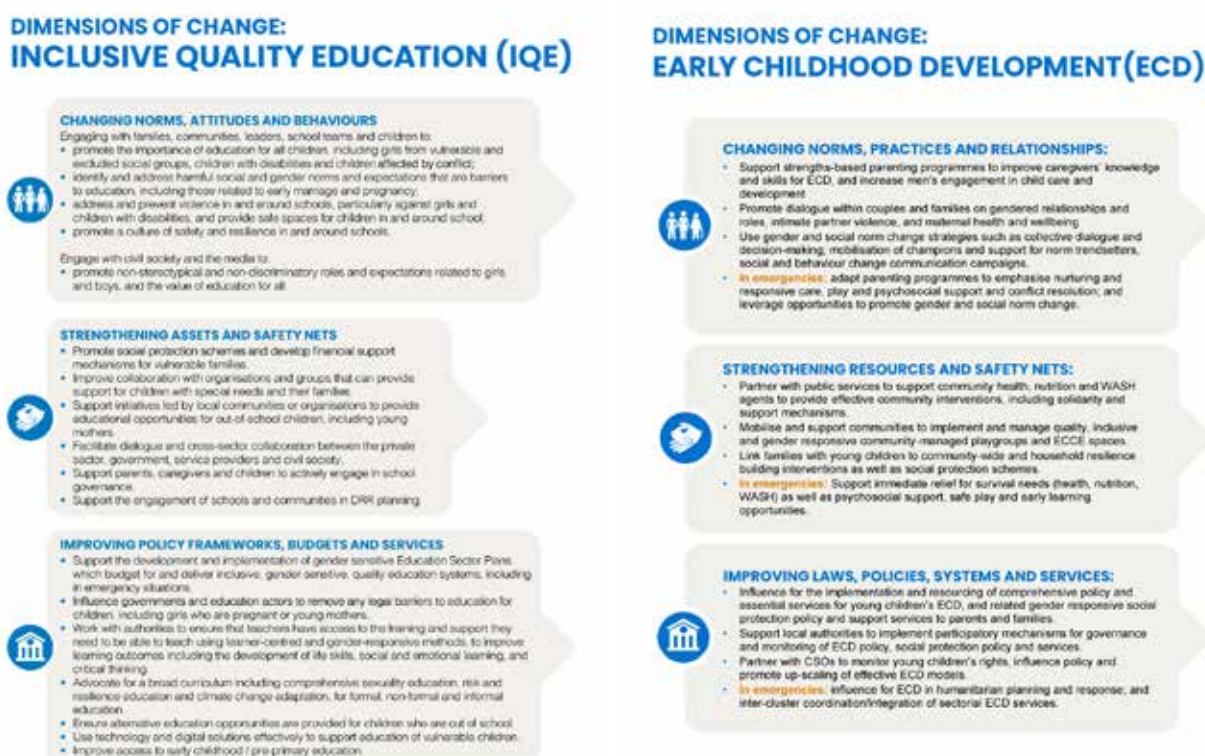 DIMENSIONS OF CHANGE:
INCLUSIVE QUALITY EDUCATION (IQE)
CHANGING NORMS, ATTITUDES AND BEHAVIOURS
Engaging with families, communities, leaders, school teams and children to:
• promote the importance of education for all children, including girls from vulnerable and
excluded social groups, children with disabilities and children affected by conflict;
• identify and address harmful social and gender norms and expectations that are barriers
to education, including those related to early marriage and pregnancy;
• address and prevent violence in and around schools, particularly against girls and
children with disabilities, and provide safe spaces for children in and around school;
• promote a culture of safety and resilience in and around schools.
Engage with civil society and the media to:
• promote non-stereotypical and non-discriminatory roles and expectations related to girls
and boys, and the value of education for all.
STRENGTHENING ASSETS AND SAFETY NETS
• Promote social protection schemes and develop financial support
mechanisms for vulnerable families.
• Improve collaboration with organisations and groups that can provide
support for children with special needs and their families.
• Support initiatives led by local communities or organisations to provide
educational opportunities for out-of-school children, including young
mothers.
• Facilitate dialogue and cross-sector collaboration between the private
sector, government, service providers and civil society.
• Support parents, caregivers and children to actively engage in school
governance.
• Support the engagement of schools and communities in DRR planning.
IMPROVING POLICY FRAMEWORKS, BUDGETS AND SERVICES
• Support the development and implementation of gender sensitive Education Sector Plans,
which budget for and deliver inclusive, gender sensitive, quality education systems, including
in emergency situations.
• Influence governments and education actors to remove any legal barriers to education for
children, including girls who are pregnant or young mothers.
• Work with authorities to ensure that teachers have access to the training and support they
need to be able to teach using learner-centred and gender-responsive methods, to improve
learning outcomes including the development of life skills, social and emotional learning, and
critical thinking.
• Advocate for a broad curriculum including comprehensive sexuality education, risk and
resilience education and climate change adaptation, for formal, non-formal and informal
education.
• Ensure alternative education opportunities are provided for children who are out of school.
• Use technology and digital solutions effectively to support education of vulnerable children.
• Improve access to early childhood / pre-primary education.
DIMENSIONS OF CHANGE:
EARLY CHILDHOOD DEVELOPMENT(ECD)
CHANGING NORMS, PRACTICES AND RELATIONSHIPS:
• Support strengths-based parenting programmes to improve caregivers' knowledge
and skills for ECD, and increase men's engagement in child care and
development
• Promote dialogue within couples and families on gendered relationships and
roles, intimate partner violence, and maternal health and wellbeing
• Use gender and social norm change strategies such as collective dialogue and
decision-making, mobilisation of champions and support for norm trendsetters,
social and behaviour change communication campaigns.
• In emergencies: adapt parenting programmes to emphasise nurturing and
responsive care, play and psychosocial support and conflict resolution; and
leverage opportunities to promote gender and social norm change.
STRENGTHENING RESOURCES AND SAFETY NETS:
• Partner with public services to support community health, nutrition and WASH
agents to provide effective community interventions, including solidarity and
support mechanisms.
• Mobilise and support communities to implement and manage quality, inclusive
and gender responsive community-managed playgroups and ECCE spaces.
• Link families with young children to community-wide and household resilience
building interventions as well as social protection schemes.
• In emergencies: Support immediate relief for survival needs (health, nutrition,
WASH) as well as psychosocial support, safe play and early learning
opportunities.
IMPROVING LAWS, POLICIES, SYSTEMS AND SERVICES:
• Influence for the implementation and resourcing of comprehensive policy and
essential services for young children's ECD, and related gender responsive social
protection policy and support services to parents and families.
• Support local authorities to implement participatory mechanisms for governance
and monitoring of ECD policy, social protection policy and services.
• Partner with CSOs to monitor young children's rights, influence policy and
promote up-scaling of effective ECD models.
• In emergencies: influence for ECD in humanitarian planning and response; and
inter-cluster coordination/integration of sectorial ECD services.